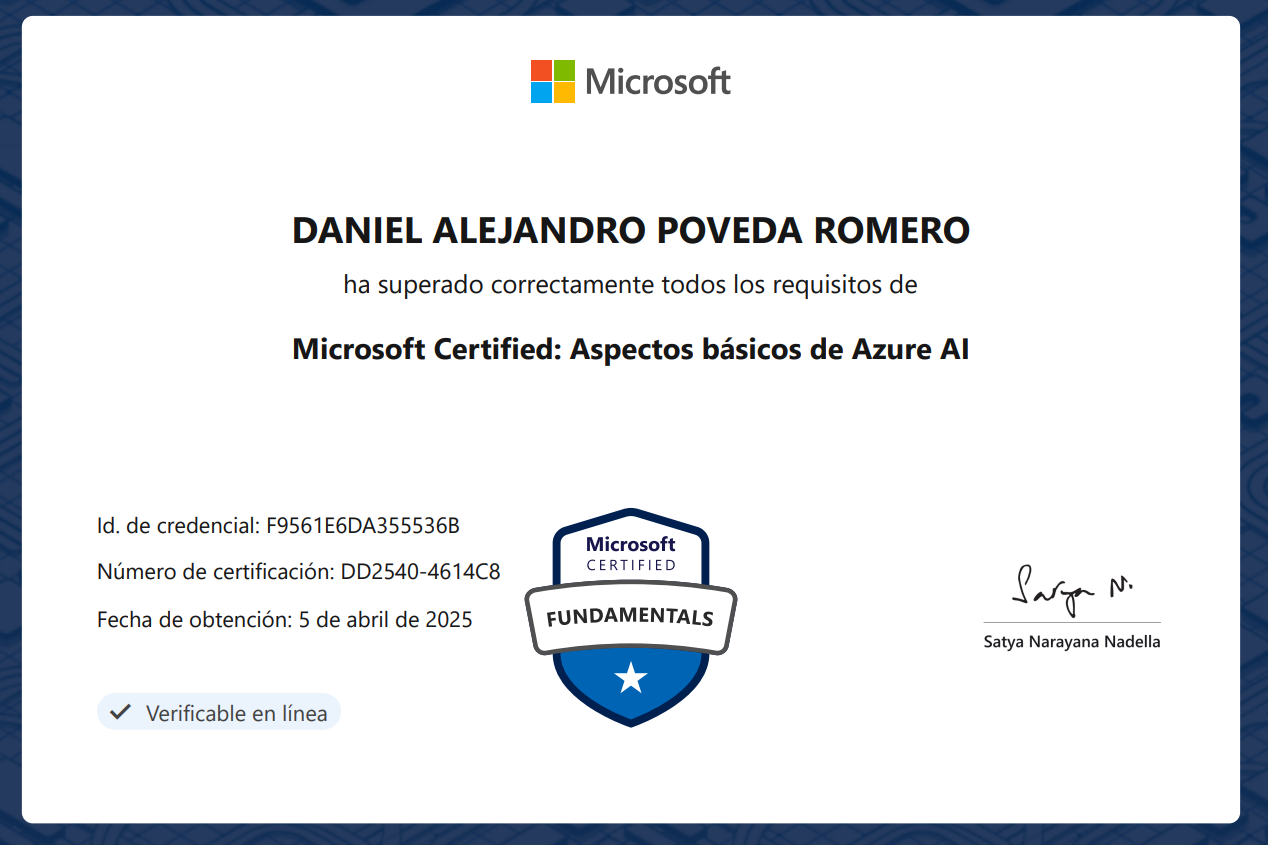 Microsoft
DANIEL ALEJANDRO POVEDA ROMERO
ha superado correctamente todos los requisitos de
Microsoft Certified: Aspectos básicos de Azure AI
Id. de credencial: F9561E6DA355536B
Número de certificación: DD2540-4614C8
Fecha de obtención: 5 de abril de 2025
Verificable en línea
Microsoft
CERTIFIED
FUNDAMENTALS
Satya N.
Satya Narayana Nadella